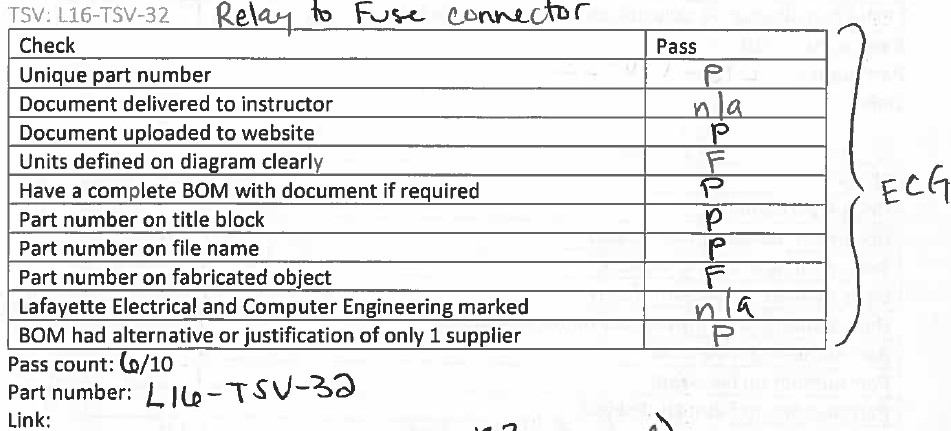 TSV: L16-TSV-32 Relay to Fuse connector
Check Pass
Unique part number P
Document delivered to instructor n/a
Document uploaded to website P
Units defined on diagram clearly F
Have a complete BOM with document if required P
Part number on title block P
Part number on file name P
Part number on fabricated object F
Lafayette Electrical and Computer Engineering marked n/a
BOM had alternative or justification of only 1 supplier P
ECG
Pass count: 6/10
Part number: L16-TSV-32
Link: